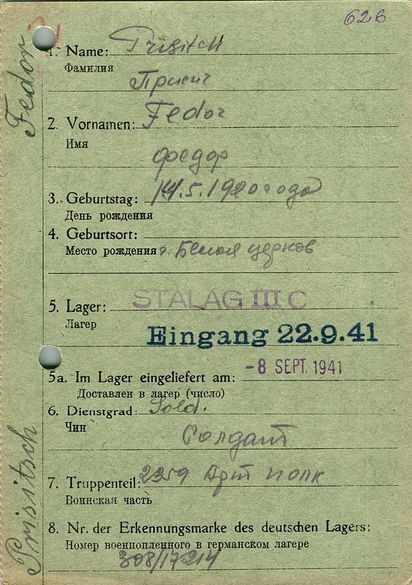 626
Fedor
Prisitsch
1. Name: Prisitsch
Фамилия
Присич
2. Vornamen: Fedor
Имя
Федор
3. Geburtstag: 14.5.1920 года
День рождения
4. Geburtsort:
Место рождения г. Белая церков
5. Lager: STALAG III C
Лагер
Eingang 22.9.41
-8 SEPT. 1941
5a. Im Lager eingeliefert am:
Доставлен в лагер (число)
6. Dienstgrad: Sold.
Чин
Солдат
7. Truppenteil: Арт полк
Воинская часть
8. Nr. der Erkennungsmarke des deutschen Lagers:
Номер военнопленного в германском лагере
308/17214